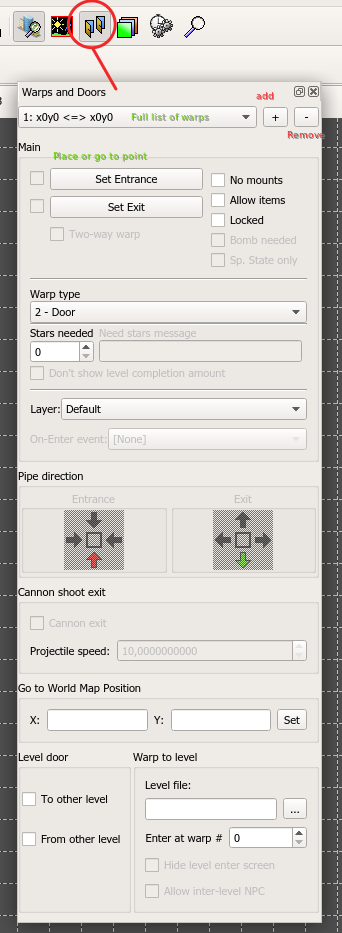 Warps and Doors
add
1: x0y0 <=> x0y0 Full list of warps + -
Remove
Main
Place or go to point
Set Entrance
No mounts
Allow items
Set Exit
Locked
Two-way warp
Bomb needed
Sp. State only
Warp type
2 - Door
Stars needed Need stars message
0
Don't show level completion amount
Layer: Default
On-Enter event: [None]
Pipe direction
Entrance Exit
Cannon shoot exit
Cannon exit
Projectile speed: 10,0000000000
Go to World Map Position
X: Y: Set
Level door Warp to level
Level file:
To other level
...
From other level Enter at warp # 0
Hide level enter screen
Allow inter-level NPC